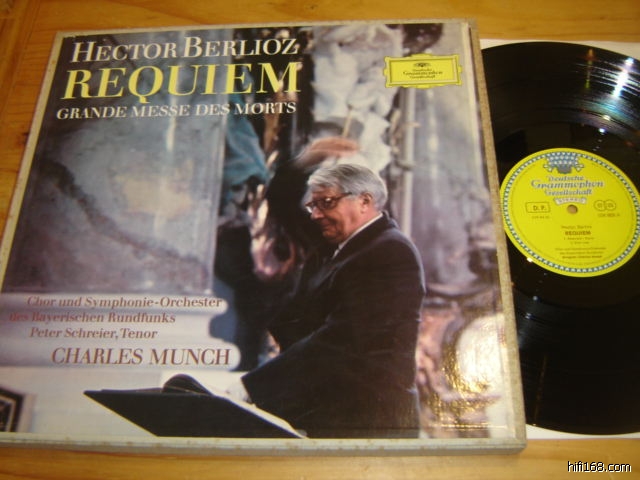 HECTOR BERLIOZ
REQUIEM
GRANDE MESSE DES MORTS
Deutsche
Grammophon
Gesellschaft
Chor und Symphonie-Orchester
des Bayerischen Rundfunks
Peter Schreier, Tenor
CHARLES MUNCH
Deutsche
Grammophon
Gesellschaft
STEREO
D.P.
Hector Berlioz
REQUIEM
hifi168.com